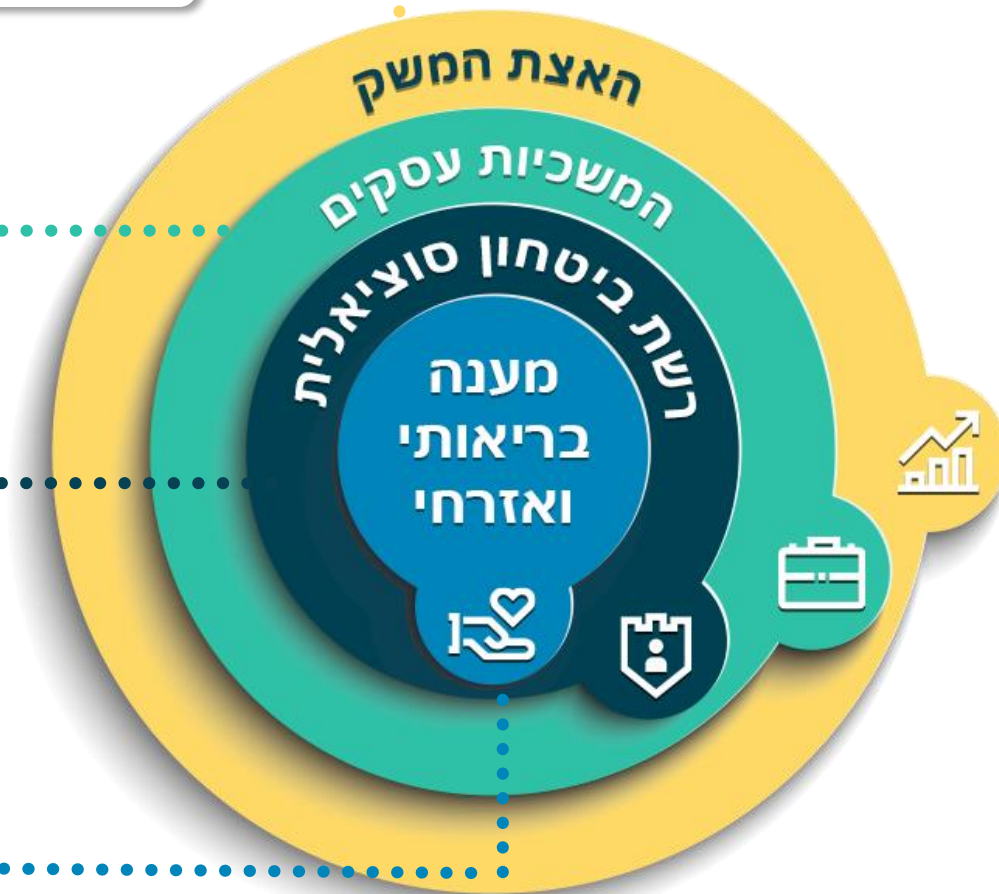 האצת המשק
המשכיות עסקים
רשת ביטחון סוציאלית
מענה
בריאותי
ואזרחי